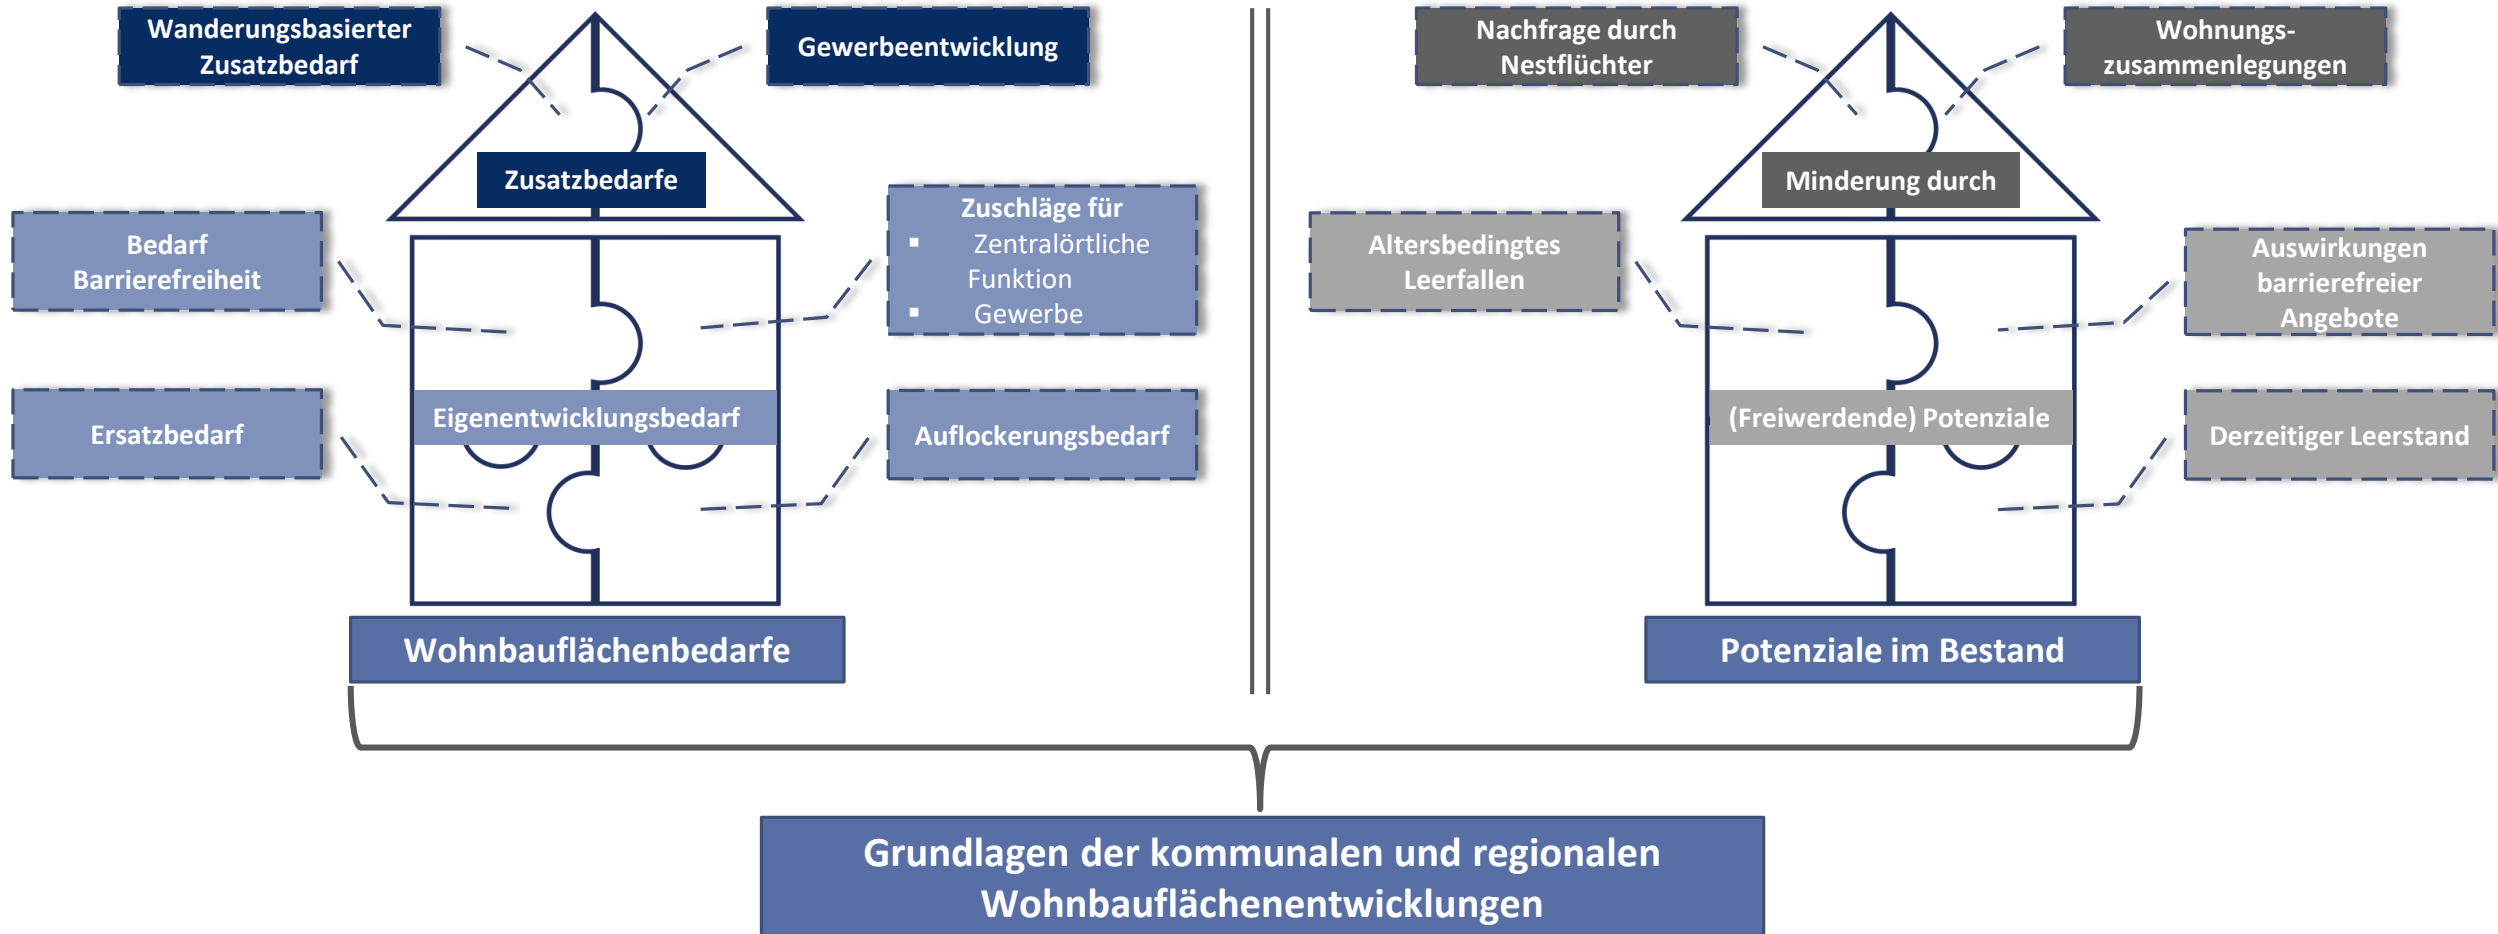 Wanderungsbasierter
Zusatzbedarf
Gewerbeentwicklung
Zusatzbedarfe
Bedarf
Barrierefreiheit
Zuschläge für
▪ Zentralörtliche
Funktion
▪ Gewerbe
Eigenentwicklungsbedarf
Ersatzbedarf
Auflockerungsbedarf
Wohnbauflächenbedarfe
Nachfrage durch
Nestflüchter
Wohnungs-
zusammenlegungen
Minderung durch
Altersbedingtes
Leerfallen
Auswirkungen
barrierefreier
Angebote
(Freiwerdende) Potenziale
Derzeitiger Leerstand
Potenziale im Bestand
Grundlagen der kommunalen und regionalen
Wohnbauflächenentwicklungen